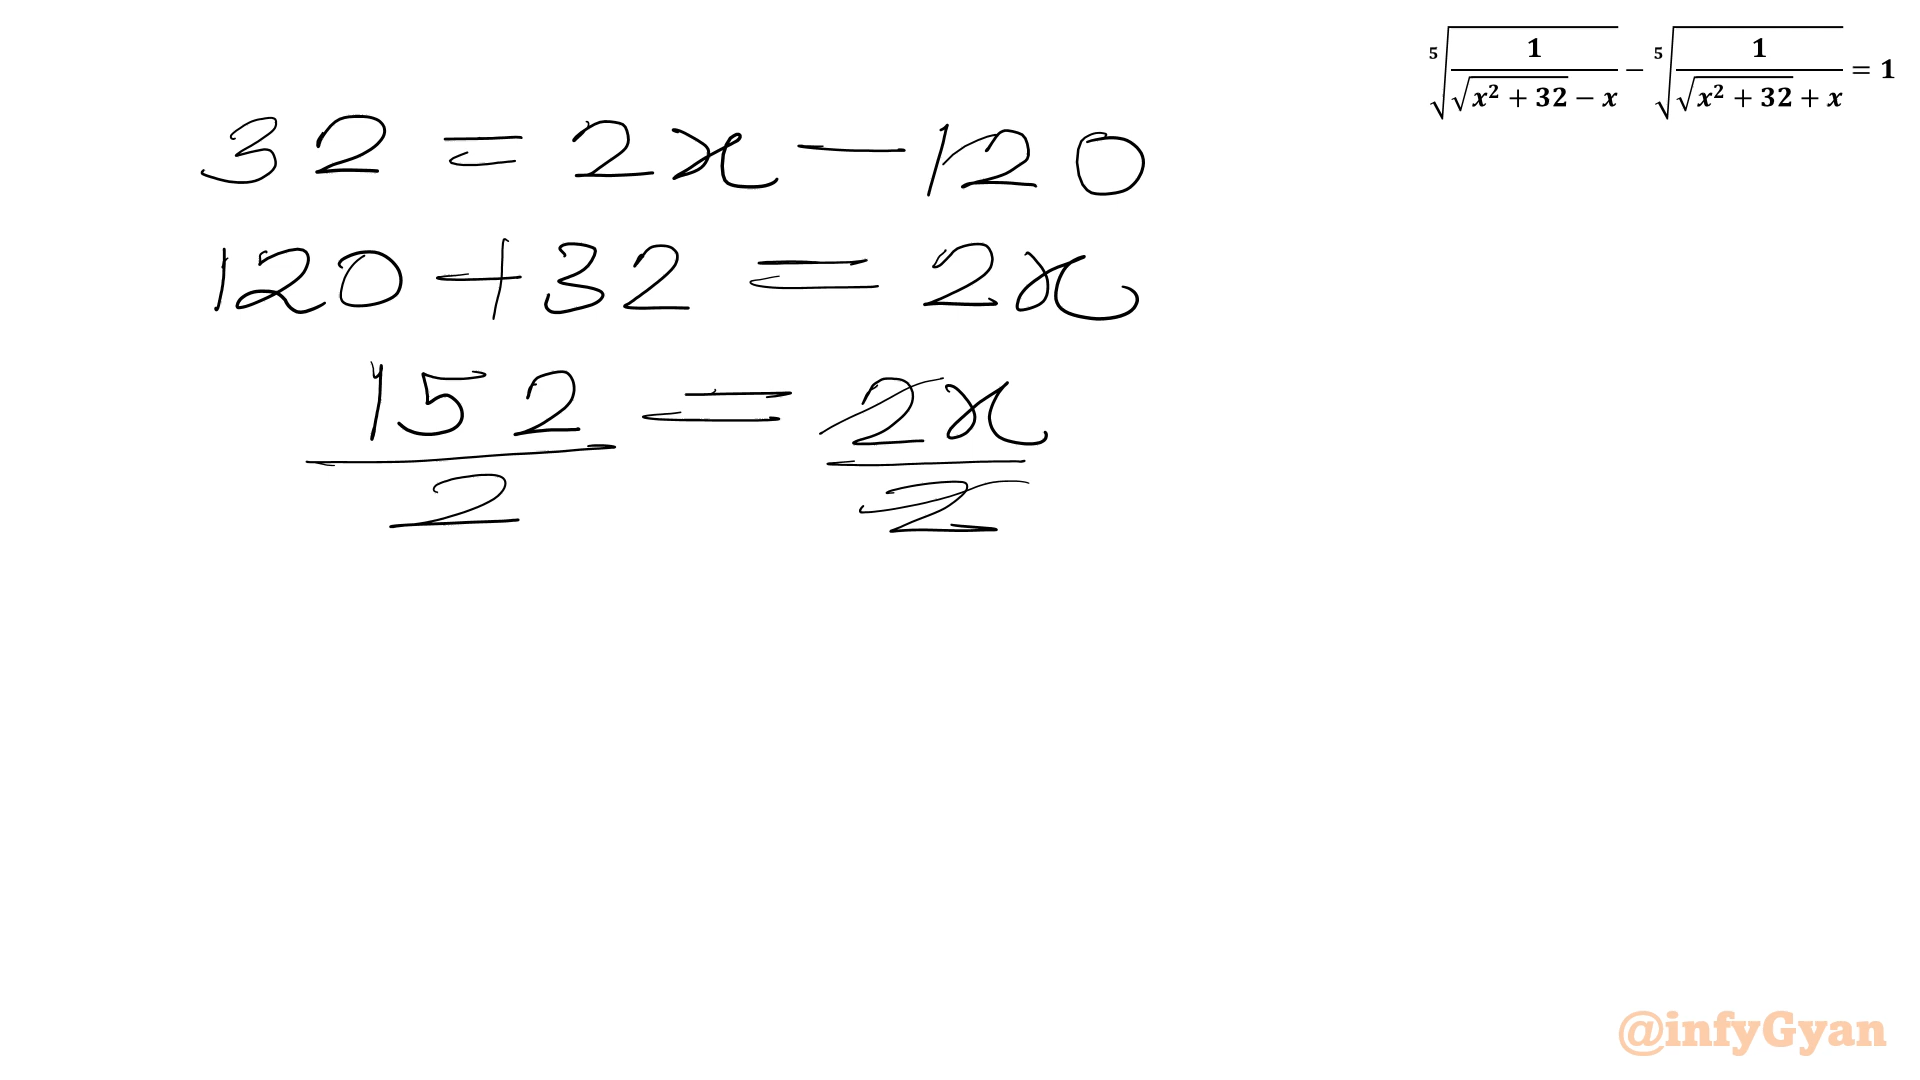 ⁵√(1/(√(x² + 32) − x)) − ⁵√(1/(√(x² + 32) + x)) = 1
32 = 2x − 120
120 + 32 = 2x
152/2 = 2x/2
@infyGyan